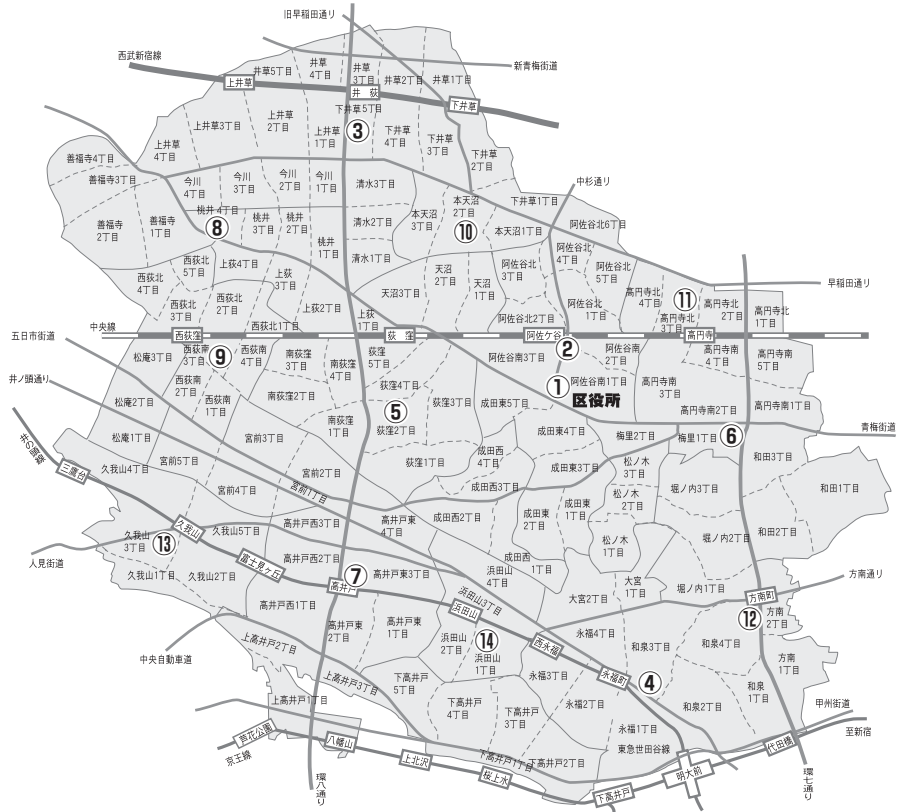 旧早稲田通り
西武新宿線
新青梅街道
上井草
井荻
下井草
井草5丁目
井草
4丁目
井草
3丁目
井草2丁目
井草1丁目
下井草5丁目
上井草
4丁目
上井草3丁目
上井草
2丁目
上井草
1丁目
③
下井草
4丁目
下井草
3丁目
下井草
2丁目
善福寺4丁目
善福寺3丁目
善福寺
2丁目
善福寺
1丁目
今川
4丁目
今川
3丁目
今川
2丁目
今川
1丁目
清水3丁目
中杉通り
桃井4丁目
⑧
桃井
3丁目
桃井
2丁目
桃井
1丁目
清水2丁目
清水1丁目
本天沼
3丁目
本天沼
2丁目
⑩
本天沼1丁目
下井草1丁目
阿佐谷北6丁目
西荻北
5丁目
上荻4丁目
上荻
3丁目
西荻北
4丁目
西荻北
3丁目
西荻北
2丁目
上荻2丁目
西荻北1丁目
上荻
1丁目
天沼3丁目
天沼
2丁目
天沼
1丁目
阿佐谷北
3丁目
阿佐谷北
4丁目
阿佐谷北
5丁目
阿佐谷北
1丁目
阿佐谷北2丁目
高円寺北
4丁目
⑪
高円寺北
3丁目
高円寺北
2丁目
高円寺北
1丁目
早稲田通り
五日市街道
中央線
西荻窪
荻窪
阿佐ケ谷
高円寺
井ノ頭通り
松庵3丁目
西荻南
3丁目
⑨
西荻南
4丁目
西荻南
2丁目
西荻南
1丁目
南荻窪
3丁目
南荻窪
4丁目
南荻窪2丁目
南荻窪
1丁目
荻窪
5丁目
荻窪4丁目
⑤
荻窪2丁目
荻窪3丁目
荻窪1丁目
阿佐谷南3丁目
②
阿佐谷南
2丁目
①
阿佐谷南1丁目
区役所
高円寺南
4丁目
高円寺南
5丁目
高円寺南
3丁目
高円寺南2丁目
高円寺南1丁目
青梅街道
松庵2丁目
松庵1丁目
宮前3丁目
宮前5丁目
宮前4丁目
宮前2丁目
宮前1丁目
成田東5丁目
成田東4丁目
成田西
4丁目
成田東3丁目
成田西3丁目
成田西2丁目
成田東
2丁目
成田東
1丁目
成田西
1丁目
梅里2丁目
梅里1丁目
⑥
松ノ木
3丁目
松ノ木
2丁目
松ノ木
1丁目
堀ノ内3丁目
堀ノ内2丁目
堀ノ内1丁目
和田3丁目
和田1丁目
和田2丁目
井の頭線
三鷹台
久我山4丁目
久我山
久我山
3丁目
⑬
久我山5丁目
人見街道
久我山1丁目
久我山2丁目
富士見ヶ丘
高井戸西3丁目
高井戸西2丁目
高井戸西1丁目
高井戸東
4丁目
⑦
高井戸
高井戸東3丁目
高井戸東
2丁目
高井戸東
1丁目
浜田山
4丁目
浜田山3丁目
浜田山
浜田山
2丁目
⑭
浜田山
1丁目
大宮
1丁目
大宮2丁目
方南通り
方南町
⑫
方南
2丁目
方南
1丁目
西永福
永福4丁目
永福3丁目
永福町
④
永福2丁目
永福1丁目
和泉3丁目
和泉4丁目
和泉
1丁目
和泉2丁目
中央自動車道
上高井戸2丁目
上高井戸3丁目
上高井戸1丁目
下高井戸
5丁目
下高井戸
4丁目
下高井戸
3丁目
下高井戸1丁目
下高井戸2丁目
東急世田谷線
甲州街道
至新宿
芦花公園
京王線
八幡山
上北沢
桜上水
下高井戸
明大前
代田橋
環八通り
環七通り